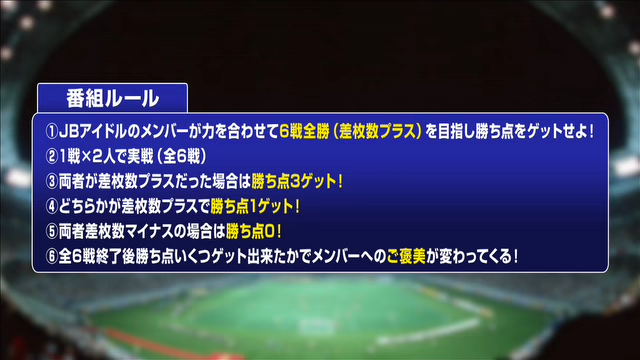 番組ルール
①JBアイドルのメンバーが力を合わせて6戦全勝（差枚数プラス）を目指し勝ち点をゲットせよ！
②1戦×2人で実戦（全6戦）
③両者が差枚数プラスだった場合は勝ち点3ゲット！
④どちらかが差枚数プラスで勝ち点1ゲット！
⑤両者差枚数マイナスの場合は勝ち点0！
⑥全6戦終了後勝ち点いくつゲット出来たかでメンバーへのご褒美が変わってくる！